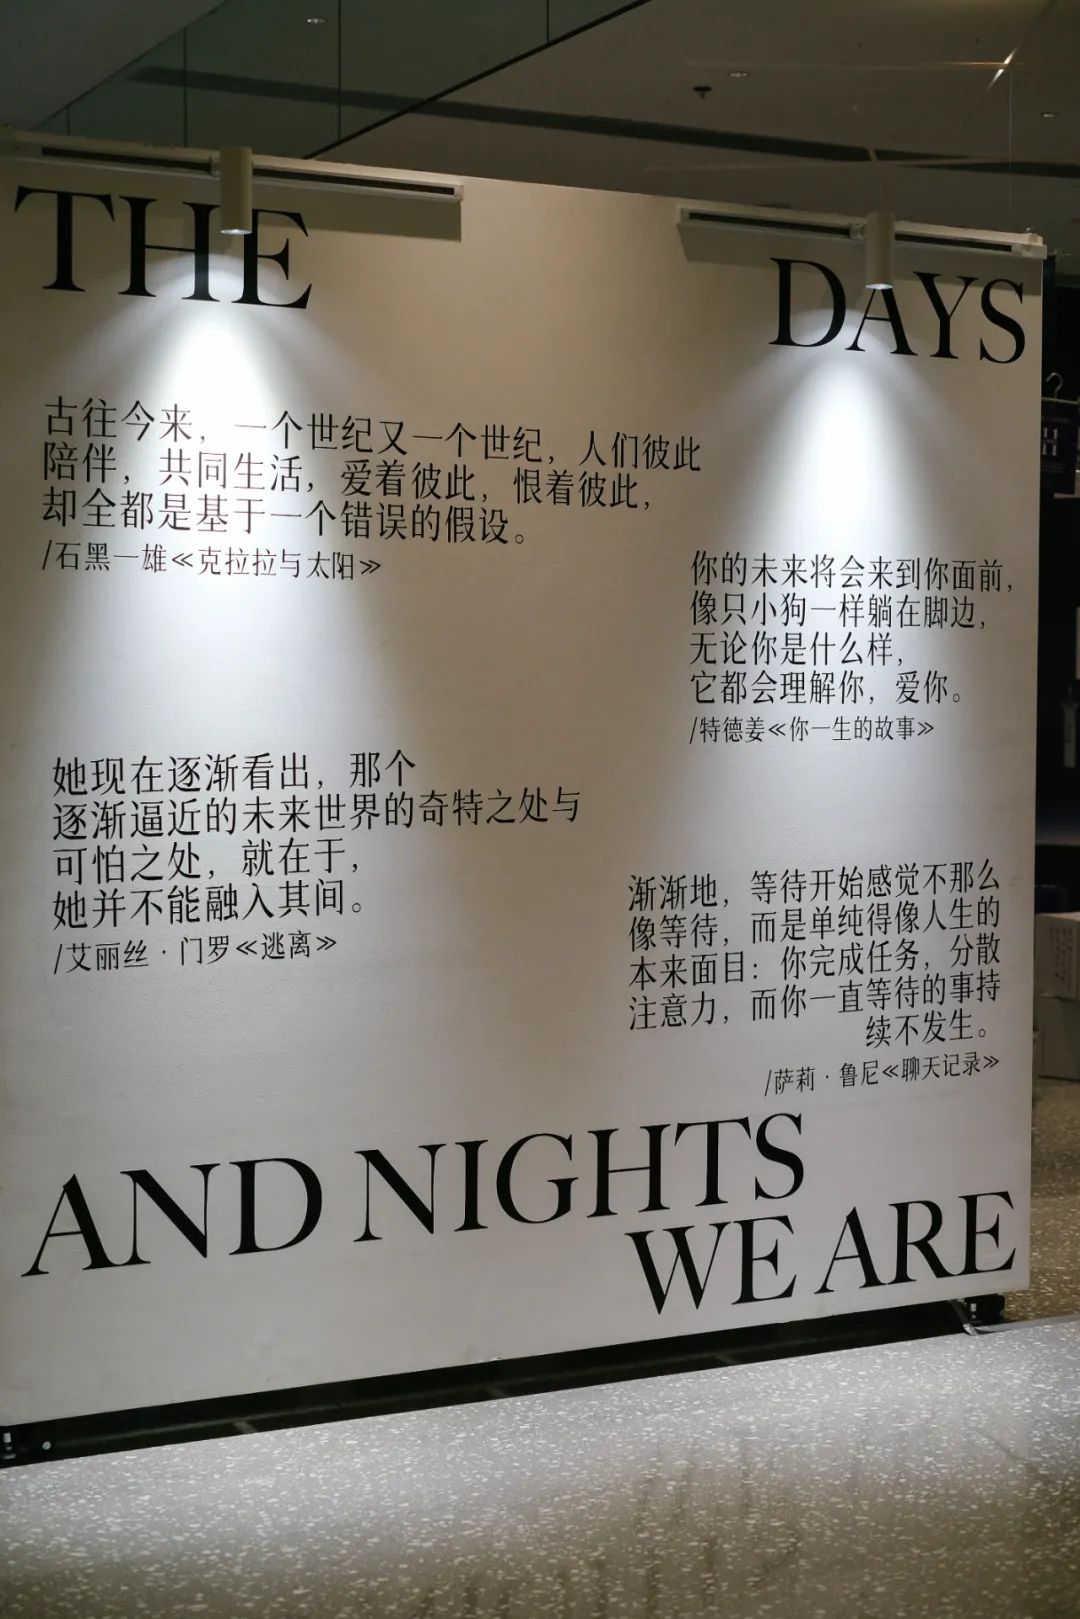 THE
DAYS
古往今来，一个世纪又一个世纪，人们彼此
陪伴，共同生活，爱着彼此，恨着彼此，
却全都是基于一个错误的假设。
/石黑一雄≪克拉拉与太阳≫
你的未来将会来到你面前，
像只小狗一样躺在脚边，
无论你是什么样，
它都会理解你，爱你。
/特德姜≪你一生的故事≫
她现在逐渐看出，那个
逐渐逼近的未来世界的奇特之处与
可怕之处，就在于，
她并不能融入其间。
/艾丽丝·门罗≪逃离≫
渐渐地，等待开始感觉不那么
像等待，而是单纯得像人生的
本来面目：你完成任务，分散
注意力，而你一直等待的事持
续不发生。
/萨莉·鲁尼≪聊天记录≫
AND NIGHTS
WE ARE
H